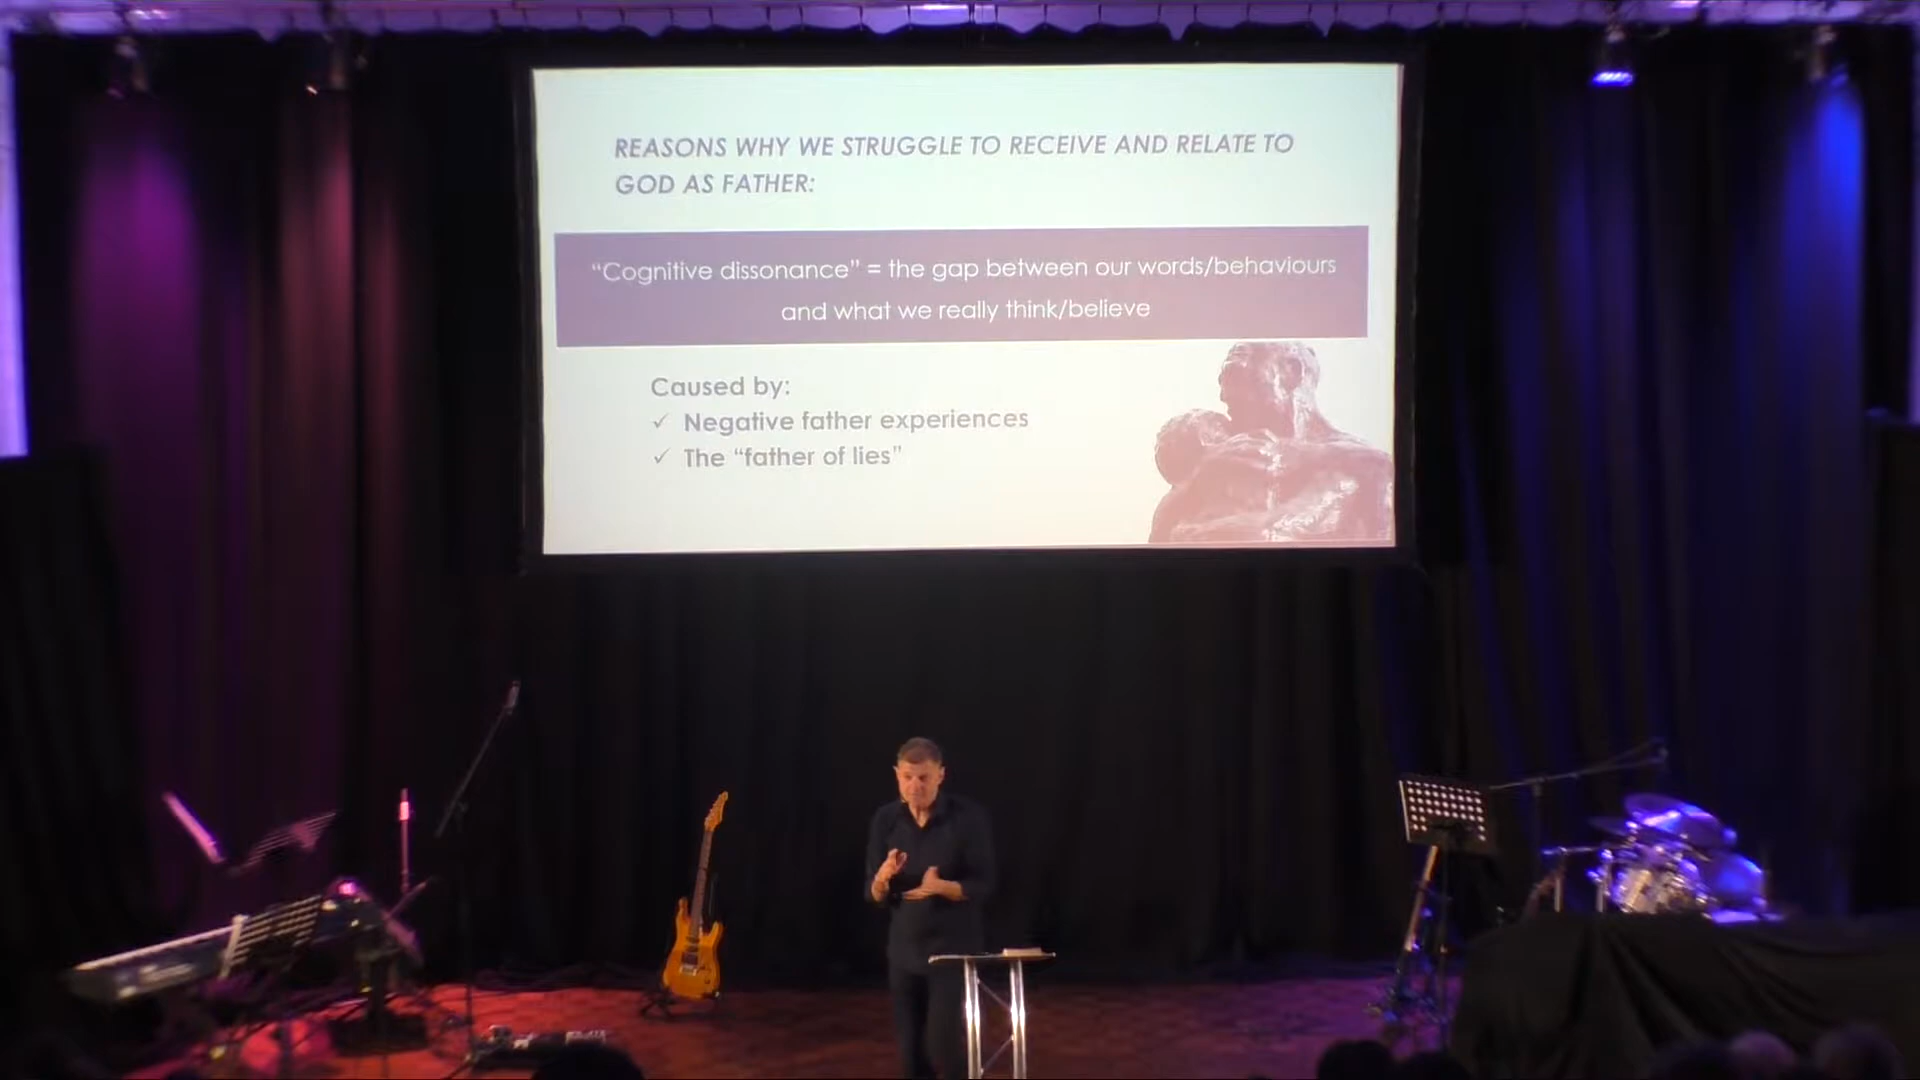 REASONS WHY WE STRUGGLE TO RECEIVE AND RELATE TO
GOD AS FATHER:
“Cognitive dissonance” = the gap between our words/behaviours
and what we really think/believe
Caused by:
✓ Negative father experiences
✓ The “father of lies”